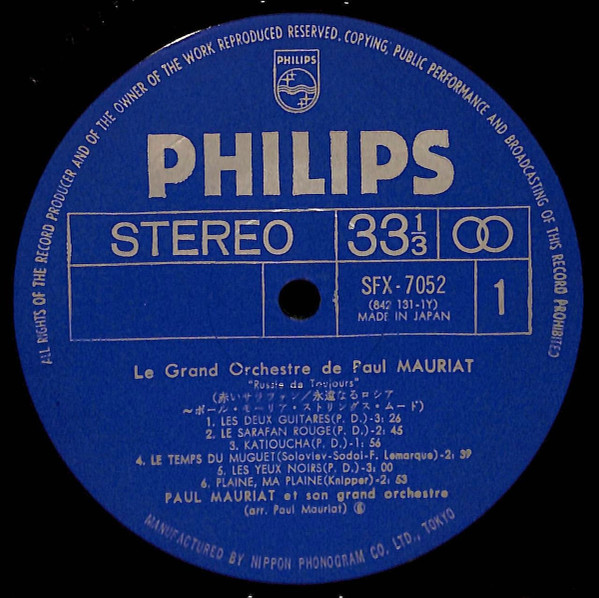 ALL RIGHTS OF THE RECORD PRODUCER AND OF THE OWNER OF THE WORK REPRODUCED RESERVED. COPYING, PUBLIC PERFORMANCE AND BROADCASTING OF THIS RECORD PROHIBITED
PHILIPS
PHILIPS
STEREO
33 1/3
SFX-7052
(842 131-1Y)
MADE IN JAPAN
1
Le Grand Orchestre de Paul MAURIAT
"Russie de Toujours"
(赤いサラファン/永遠なるロシア
〜ポール・モーリア・ストリングス・ムード)
1. LES DEUX GUITARES(P. D.)-3: 26
2. LE SARAFAN ROUGE(P. D.)-2: 45
3. KATIOUCHA(P. D.)-1: 56
4. LE TEMPS DU MUGUET(Soloviev-Sodoi-F. Lemarque)-2: 39
5. LES YEUX NOIRS(P. D.)-3: 00
6. PLAINE, MA PLAINE(Knipper)-2: 53
PAUL MAURIAT et son grand orchestre
(arr. Paul Mauriat)
MANUFACTURED BY NIPPON PHONOGRAM CO. LTD., TOKYO